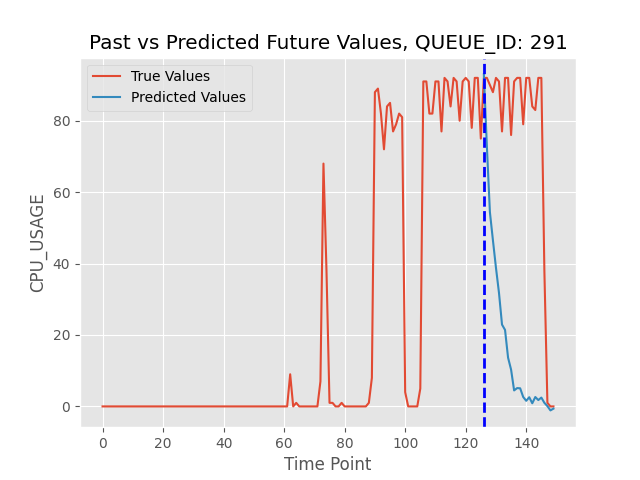 Past vs Predicted Future Values, QUEUE_ID: 291
True Values
Predicted Values
CPU_USAGE
80
60
40
20
0
0 20 40 60 80 100 120 140
Time Point